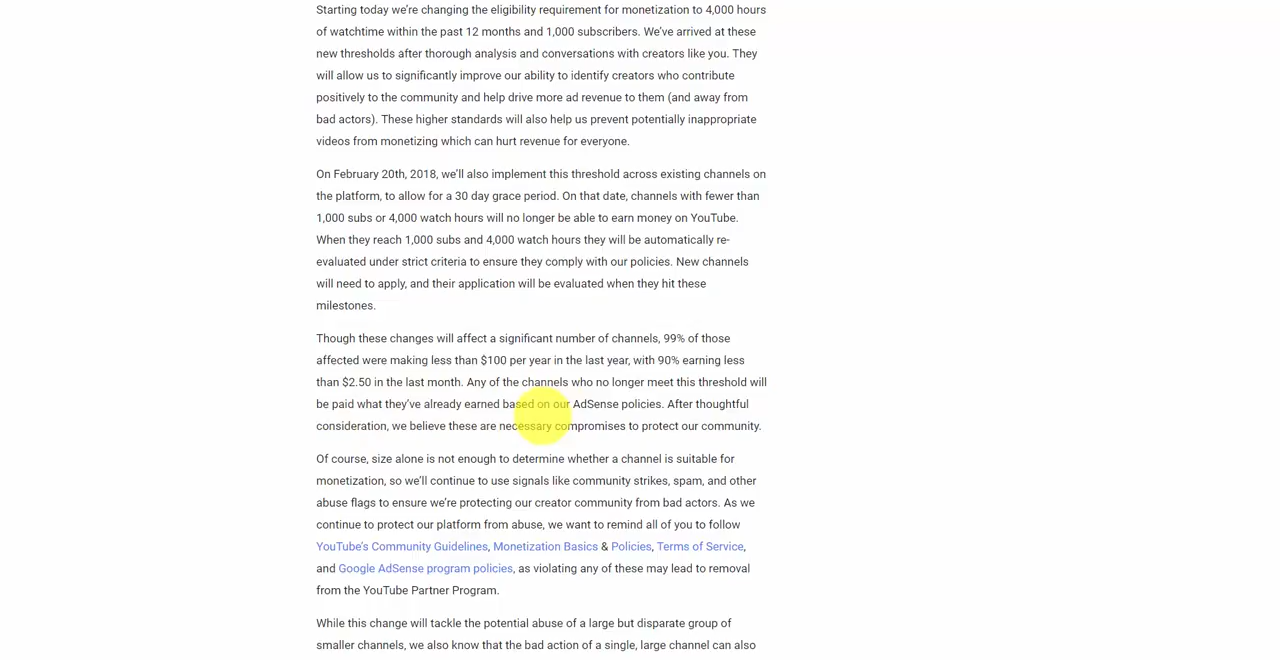 Starting today we're changing the eligibility requirement for monetization to 4,000 hours
of watchtime within the past 12 months and 1,000 subscribers. We've arrived at these
new thresholds after thorough analysis and conversations with creators like you. They
will allow us to significantly improve our ability to identify creators who contribute
positively to the community and help drive more ad revenue to them (and away from
bad actors). These higher standards will also help us prevent potentially inappropriate
videos from monetizing which can hurt revenue for everyone.
On February 20th, 2018, we'll also implement this threshold across existing channels on
the platform, to allow for a 30 day grace period. On that date, channels with fewer than
1,000 subs or 4,000 watch hours will no longer be able to earn money on YouTube.
When they reach 1,000 subs and 4,000 watch hours they will be automatically re-
evaluated under strict criteria to ensure they comply with our policies. New channels
will need to apply, and their application will be evaluated when they hit these
milestones.
Though these changes will affect a significant number of channels, 99% of those
affected were making less than $100 per year in the last year, with 90% earning less
than $2.50 in the last month. Any of the channels who no longer meet this threshold will
be paid what they've already earned based on our AdSense policies. After thoughtful
consideration, we believe these are necessary compromises to protect our community.
Of course, size alone is not enough to determine whether a channel is suitable for
monetization, so we'll continue to use signals like community strikes, spam, and other
abuse flags to ensure we're protecting our creator community from bad actors. As we
continue to protect our platform from abuse, we want to remind all of you to follow
YouTube's Community Guidelines, Monetization Basics & Policies, Terms of Service,
and Google AdSense program policies, as violating any of these may lead to removal
from the YouTube Partner Program.
While this change will tackle the potential abuse of a large but disparate group of
smaller channels, we also know that the bad action of a single, large channel can also